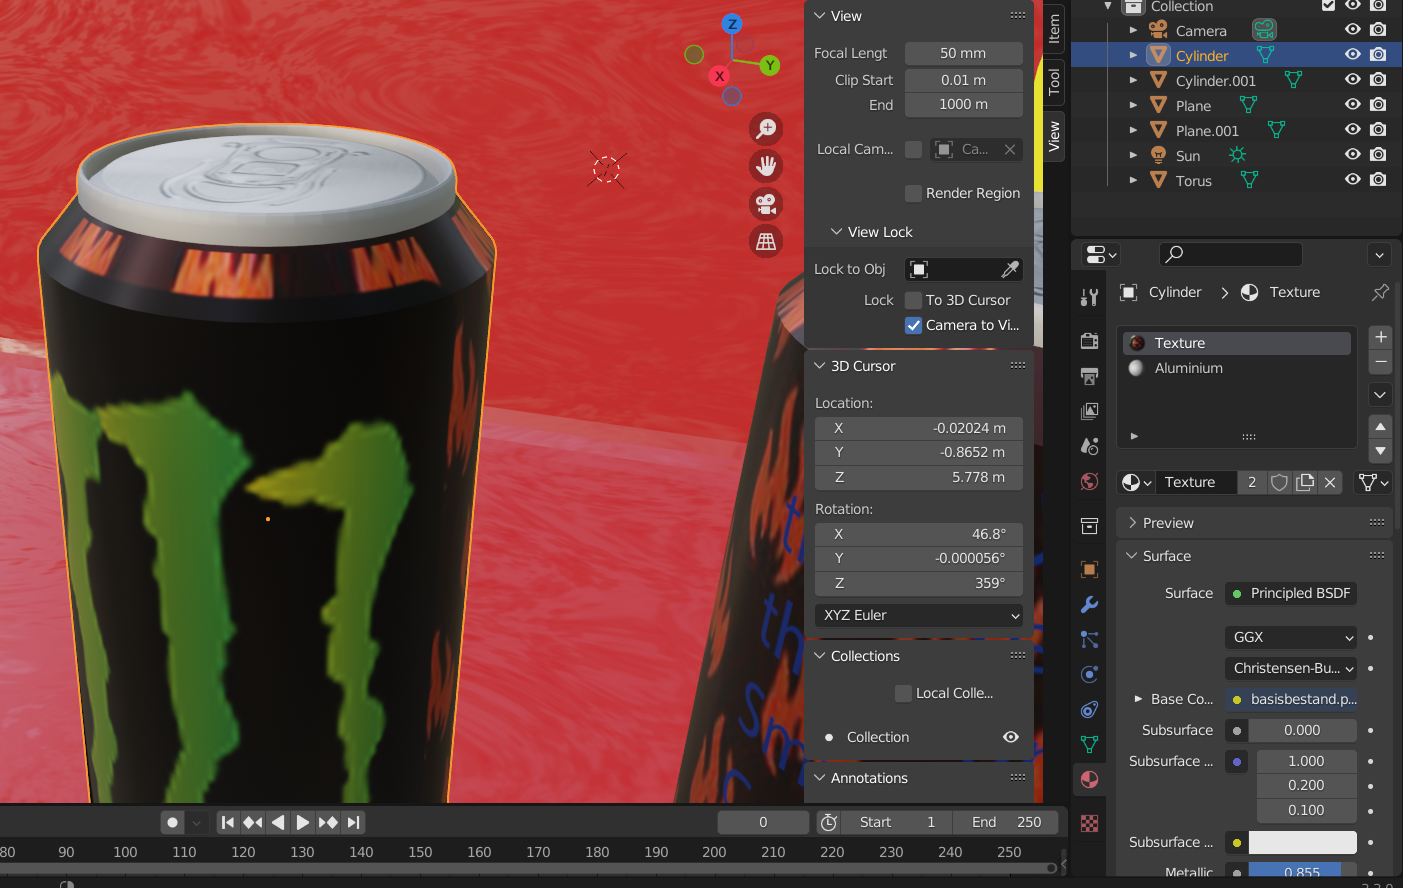 Z
Y
X
View
Focal Lengt 50 mm
Clip Start 0.01 m
End 1000 m
Local Cam... Ca...
Render Region
View Lock
Lock to Obj
Lock To 3D Cursor
Camera to Vi...
3D Cursor
Location:
X -0.02024 m
Y -0.8652 m
Z 5.778 m
Rotation:
X 46.8°
Y -0.000056°
Z 359°
XYZ Euler
Collections
Local Colle...
Collection
Annotations
Item
Tool
View
Collection
Camera
Cylinder
Cylinder.001
Plane
Plane.001
Sun
Torus
Cylinder > Texture
Texture
Aluminium
Texture 2
Preview
Surface
Surface Principled BSDF
GGX
Christensen-Bu...
Base Co... basisbestand.p...
Subsurface 0.000
Subsurface ... 1.000
0.200
0.100
Subsurface ...
Metallic 0.855
0 Start 1 End 250
80 90 100 110 120 130 140 150 160 170 180 190 200 210 220 230 240 250